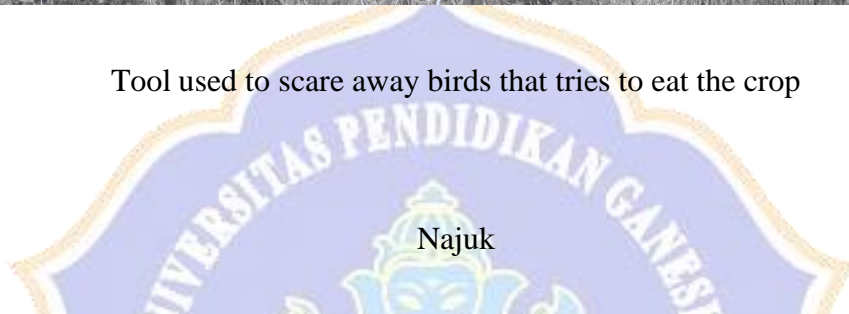 Tool used to scare away birds that tries to eat the crop
UNIVERSITAS PENDIDIKAN GANESHA
Najuk